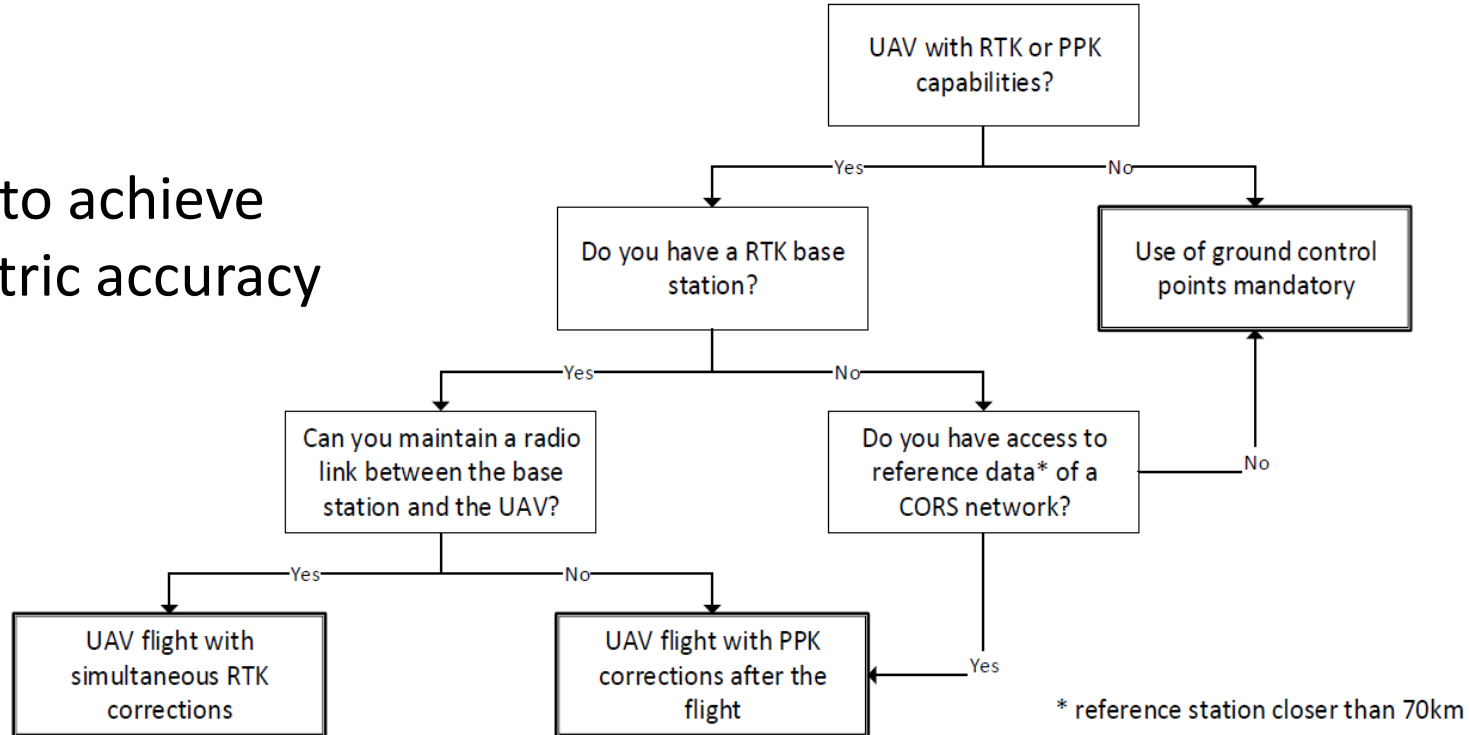 UAV with RTK or PPK
capabilities?
Yes
No
to achieve
tric accuracy
Do you have a RTK base
station?
Use of ground control
points mandatory
Yes
No
Can you maintain a radio
link between the base
station and the UAV?
Do you have access to
reference data* of a
CORS network?
No
Yes
No
UAV flight with
simultaneous RTK
corrections
UAV flight with PPK
corrections after the
flight
Yes
* reference station closer than 70km